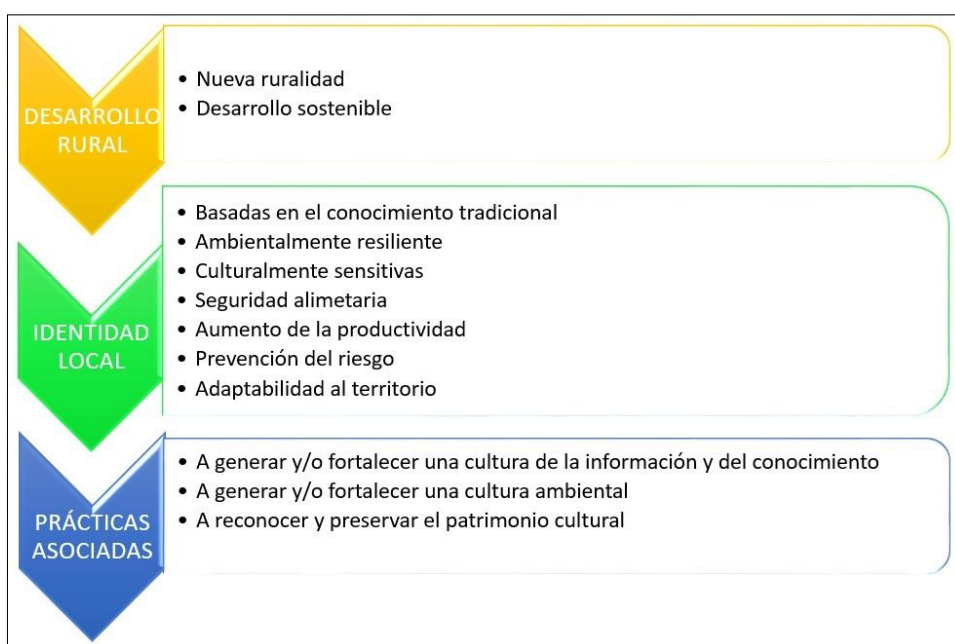 DESARROLLO
RURAL
• Nueva ruralidad
• Desarrollo sostenible
IDENTIDAD
LOCAL
• Basadas en el conocimiento tradicional
• Ambientalmente resiliente
• Culturalmente sensitivas
• Seguridad alimetaria
• Aumento de la productividad
• Prevención del riesgo
• Adaptabilidad al territorio
PRÁCTICAS
ASOCIADAS
• A generar y/o fortalecer una cultura de la información y del conocimiento
• A generar y/o fortalecer una cultura ambiental
• A reconocer y preservar el patrimonio cultural